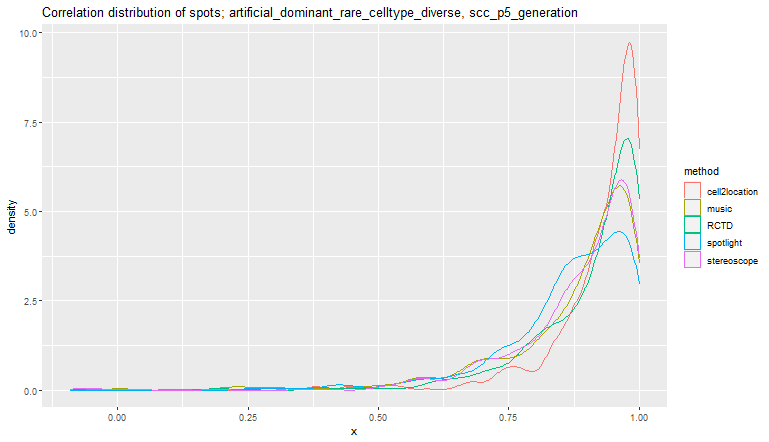 Correlation distribution of spots; artificial_dominant_rare_celltype_diverse, scc_p5_generation
10.0
7.5
5.0
2.5
0.0
density
0.00
0.25
0.50
0.75
1.00
x
method
cell2location
music
RCTD
spotlight
stereoscope